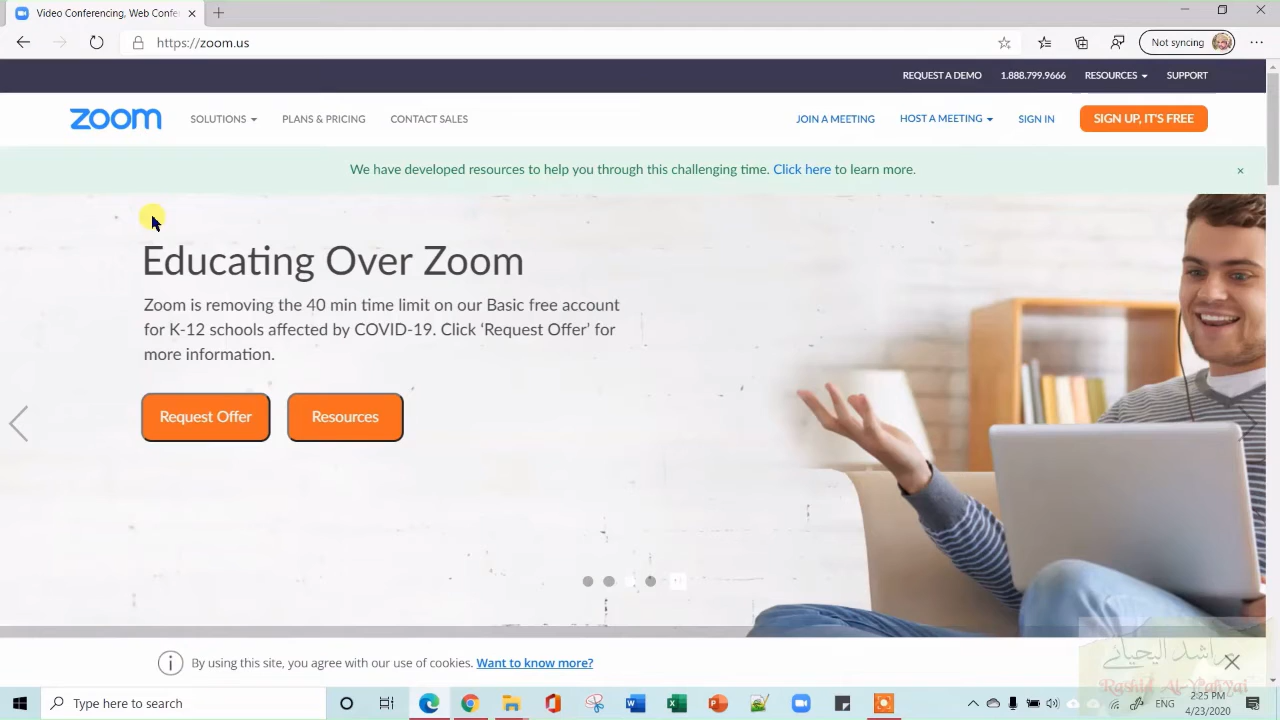 Video Conferencing, Web Confe
https://zoom.us
Not syncing
REQUEST A DEMO 1.888.799.9666 RESOURCES SUPPORT
zoom SOLUTIONS PLANS & PRICING CONTACT SALES JOIN A MEETING HOST A MEETING SIGN IN SIGN UP, IT'S FREE
We have developed resources to help you through this challenging time. Click here to learn more.
Educating Over Zoom
Zoom is removing the 40 min time limit on our Basic free account
for K-12 schools affected by COVID-19. Click ‘Request Offer’ for
more information.
Request Offer Resources
By using this site, you agree with our use of cookies. Want to know more?
راشد اليحيائي
Rashid Al-Yahyai
Type here to search
ENG
2:25 PM
4/23/2020